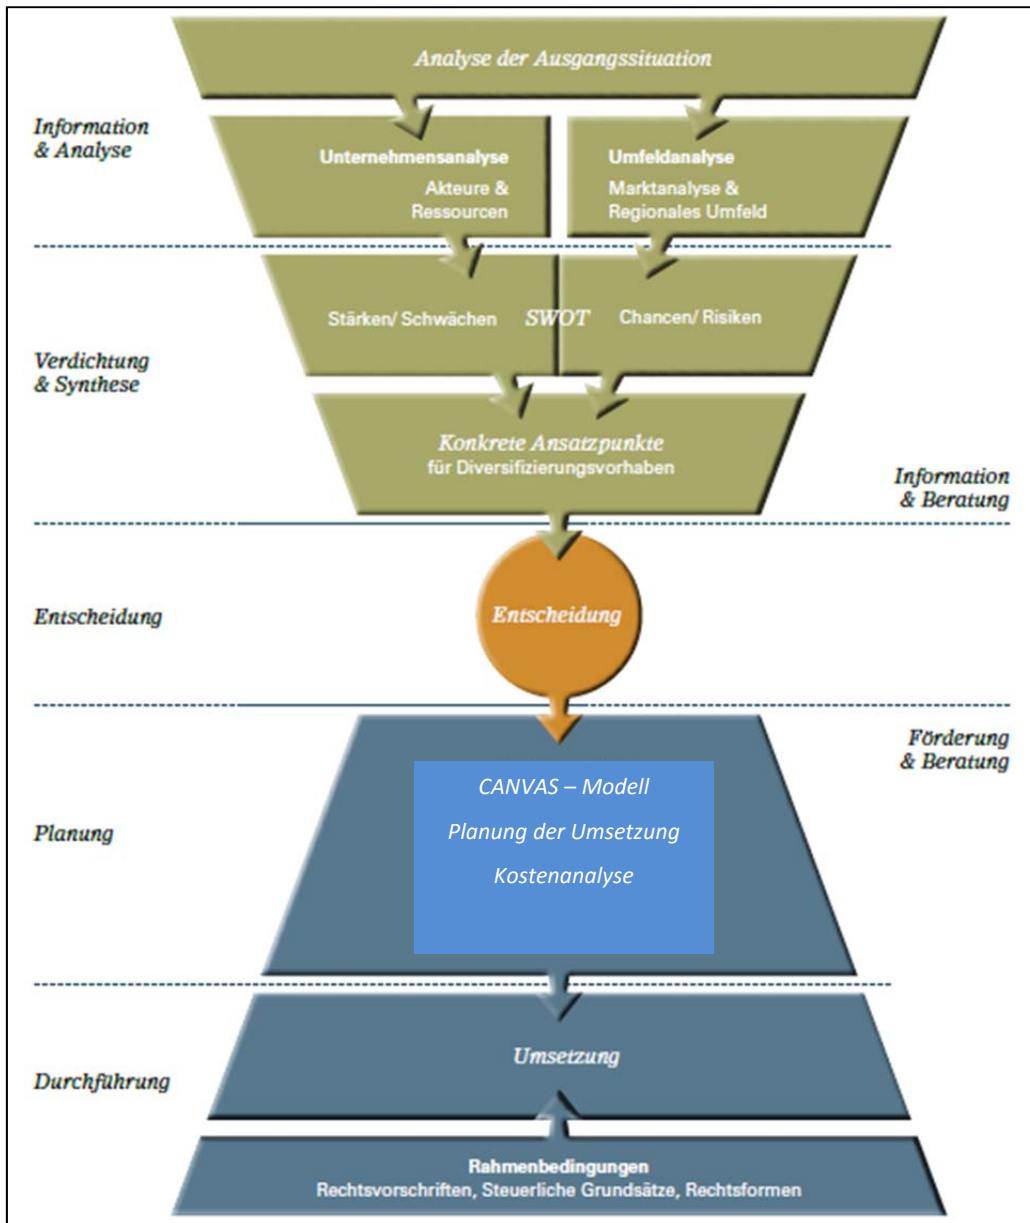 Analyse der Ausgangssituation
Information
& Analyse
Unternehmensanalyse
Akteure &
Ressourcen
Umfeldanalyse
Marktanalyse &
Regionales Umfeld
Verdichtung
& Synthese
Stärken/ Schwächen
SWOT
Chancen/ Risiken
Konkrete Ansatzpunkte
für Diversifizierungsvorhaben
Information
& Beratung
Entscheidung
Entscheidung
Förderung
& Beratung
Planung
CANVAS – Modell
Planung der Umsetzung
Kostenanalyse
Durchführung
Umsetzung
Rahmenbedingungen
Rechtsvorschriften, Steuerliche Grundsätze, Rechtsformen